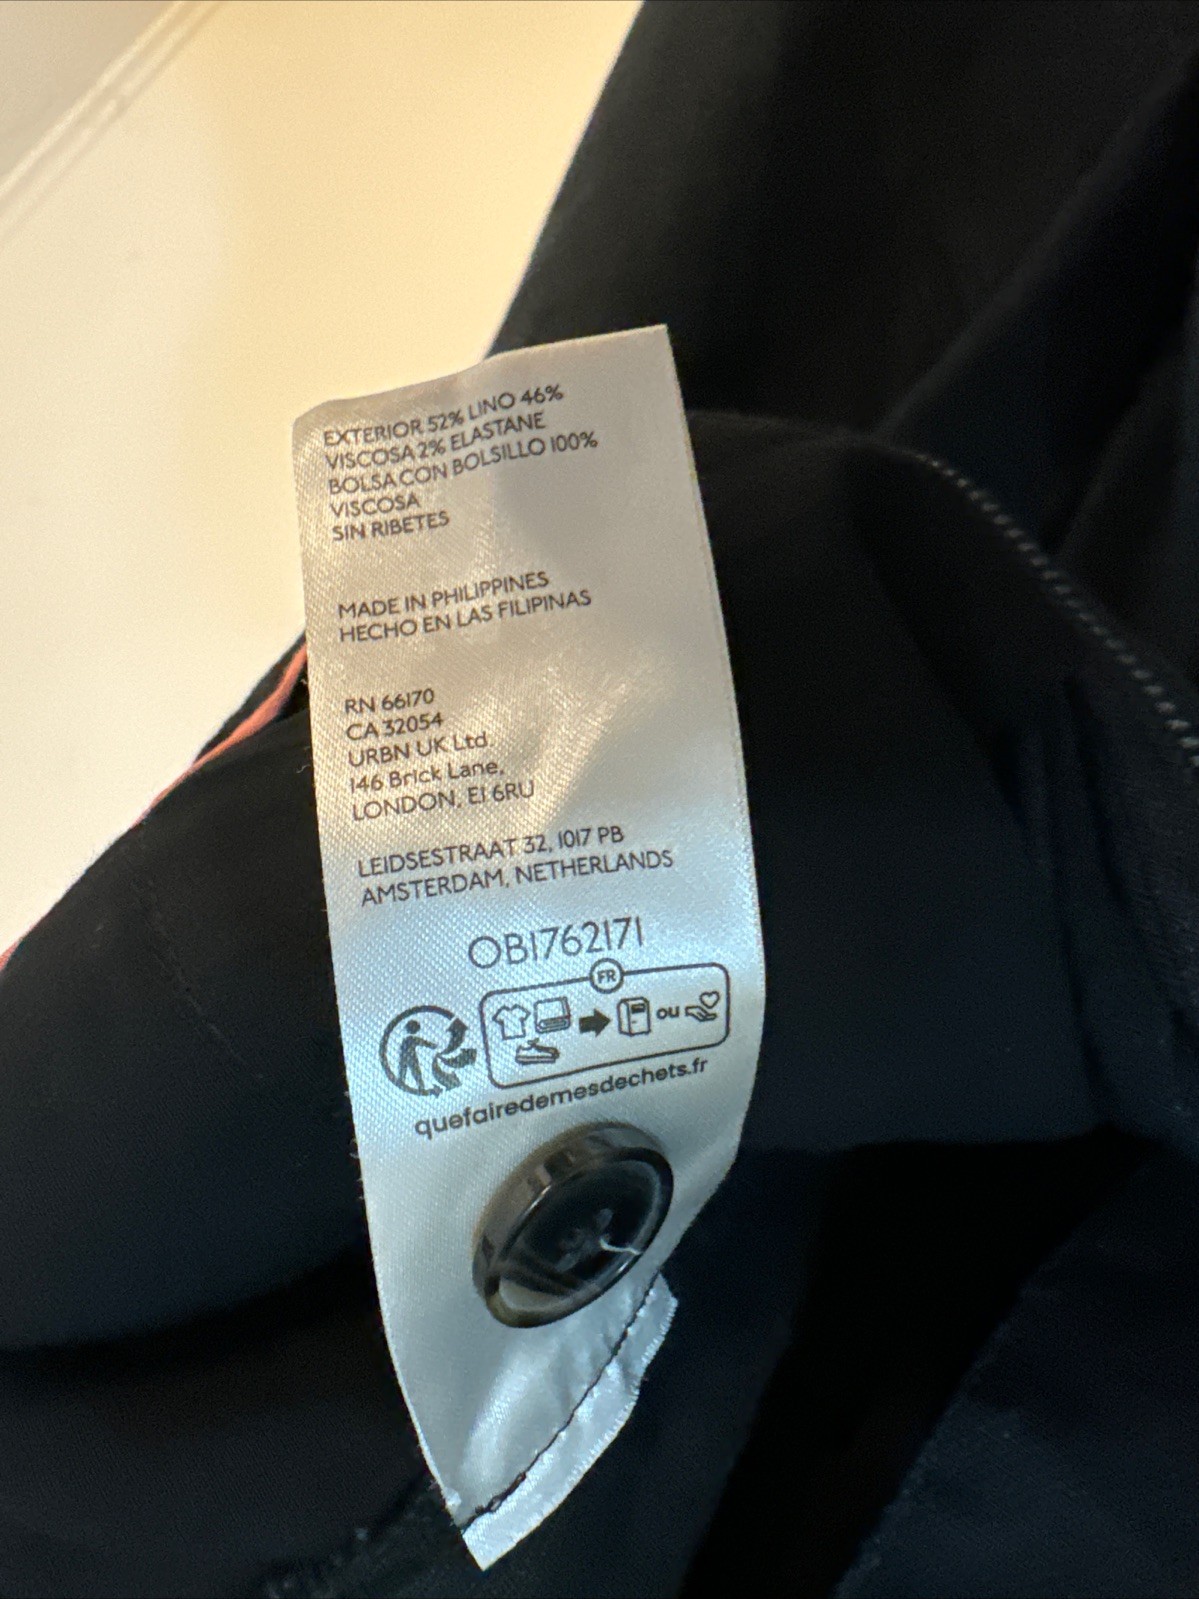 EXTERIOR 52% LINO 46%
VISCOSA 2% ELASTANE
BOLSA CON BOLSILLO 100%
VISCOSA
SIN RIBETES
MADE IN PHILIPPINES
HECHO EN LAS FILIPINAS
RN 66170
CA 32054
URBN UK Ltd.
146 Brick Lane,
LONDON, E1 6RU
LEIDSESTRAAT 32, 1017 PB
AMSTERDAM, NETHERLANDS
OB1762171
FR
ou
quefairedemesdechets.fr